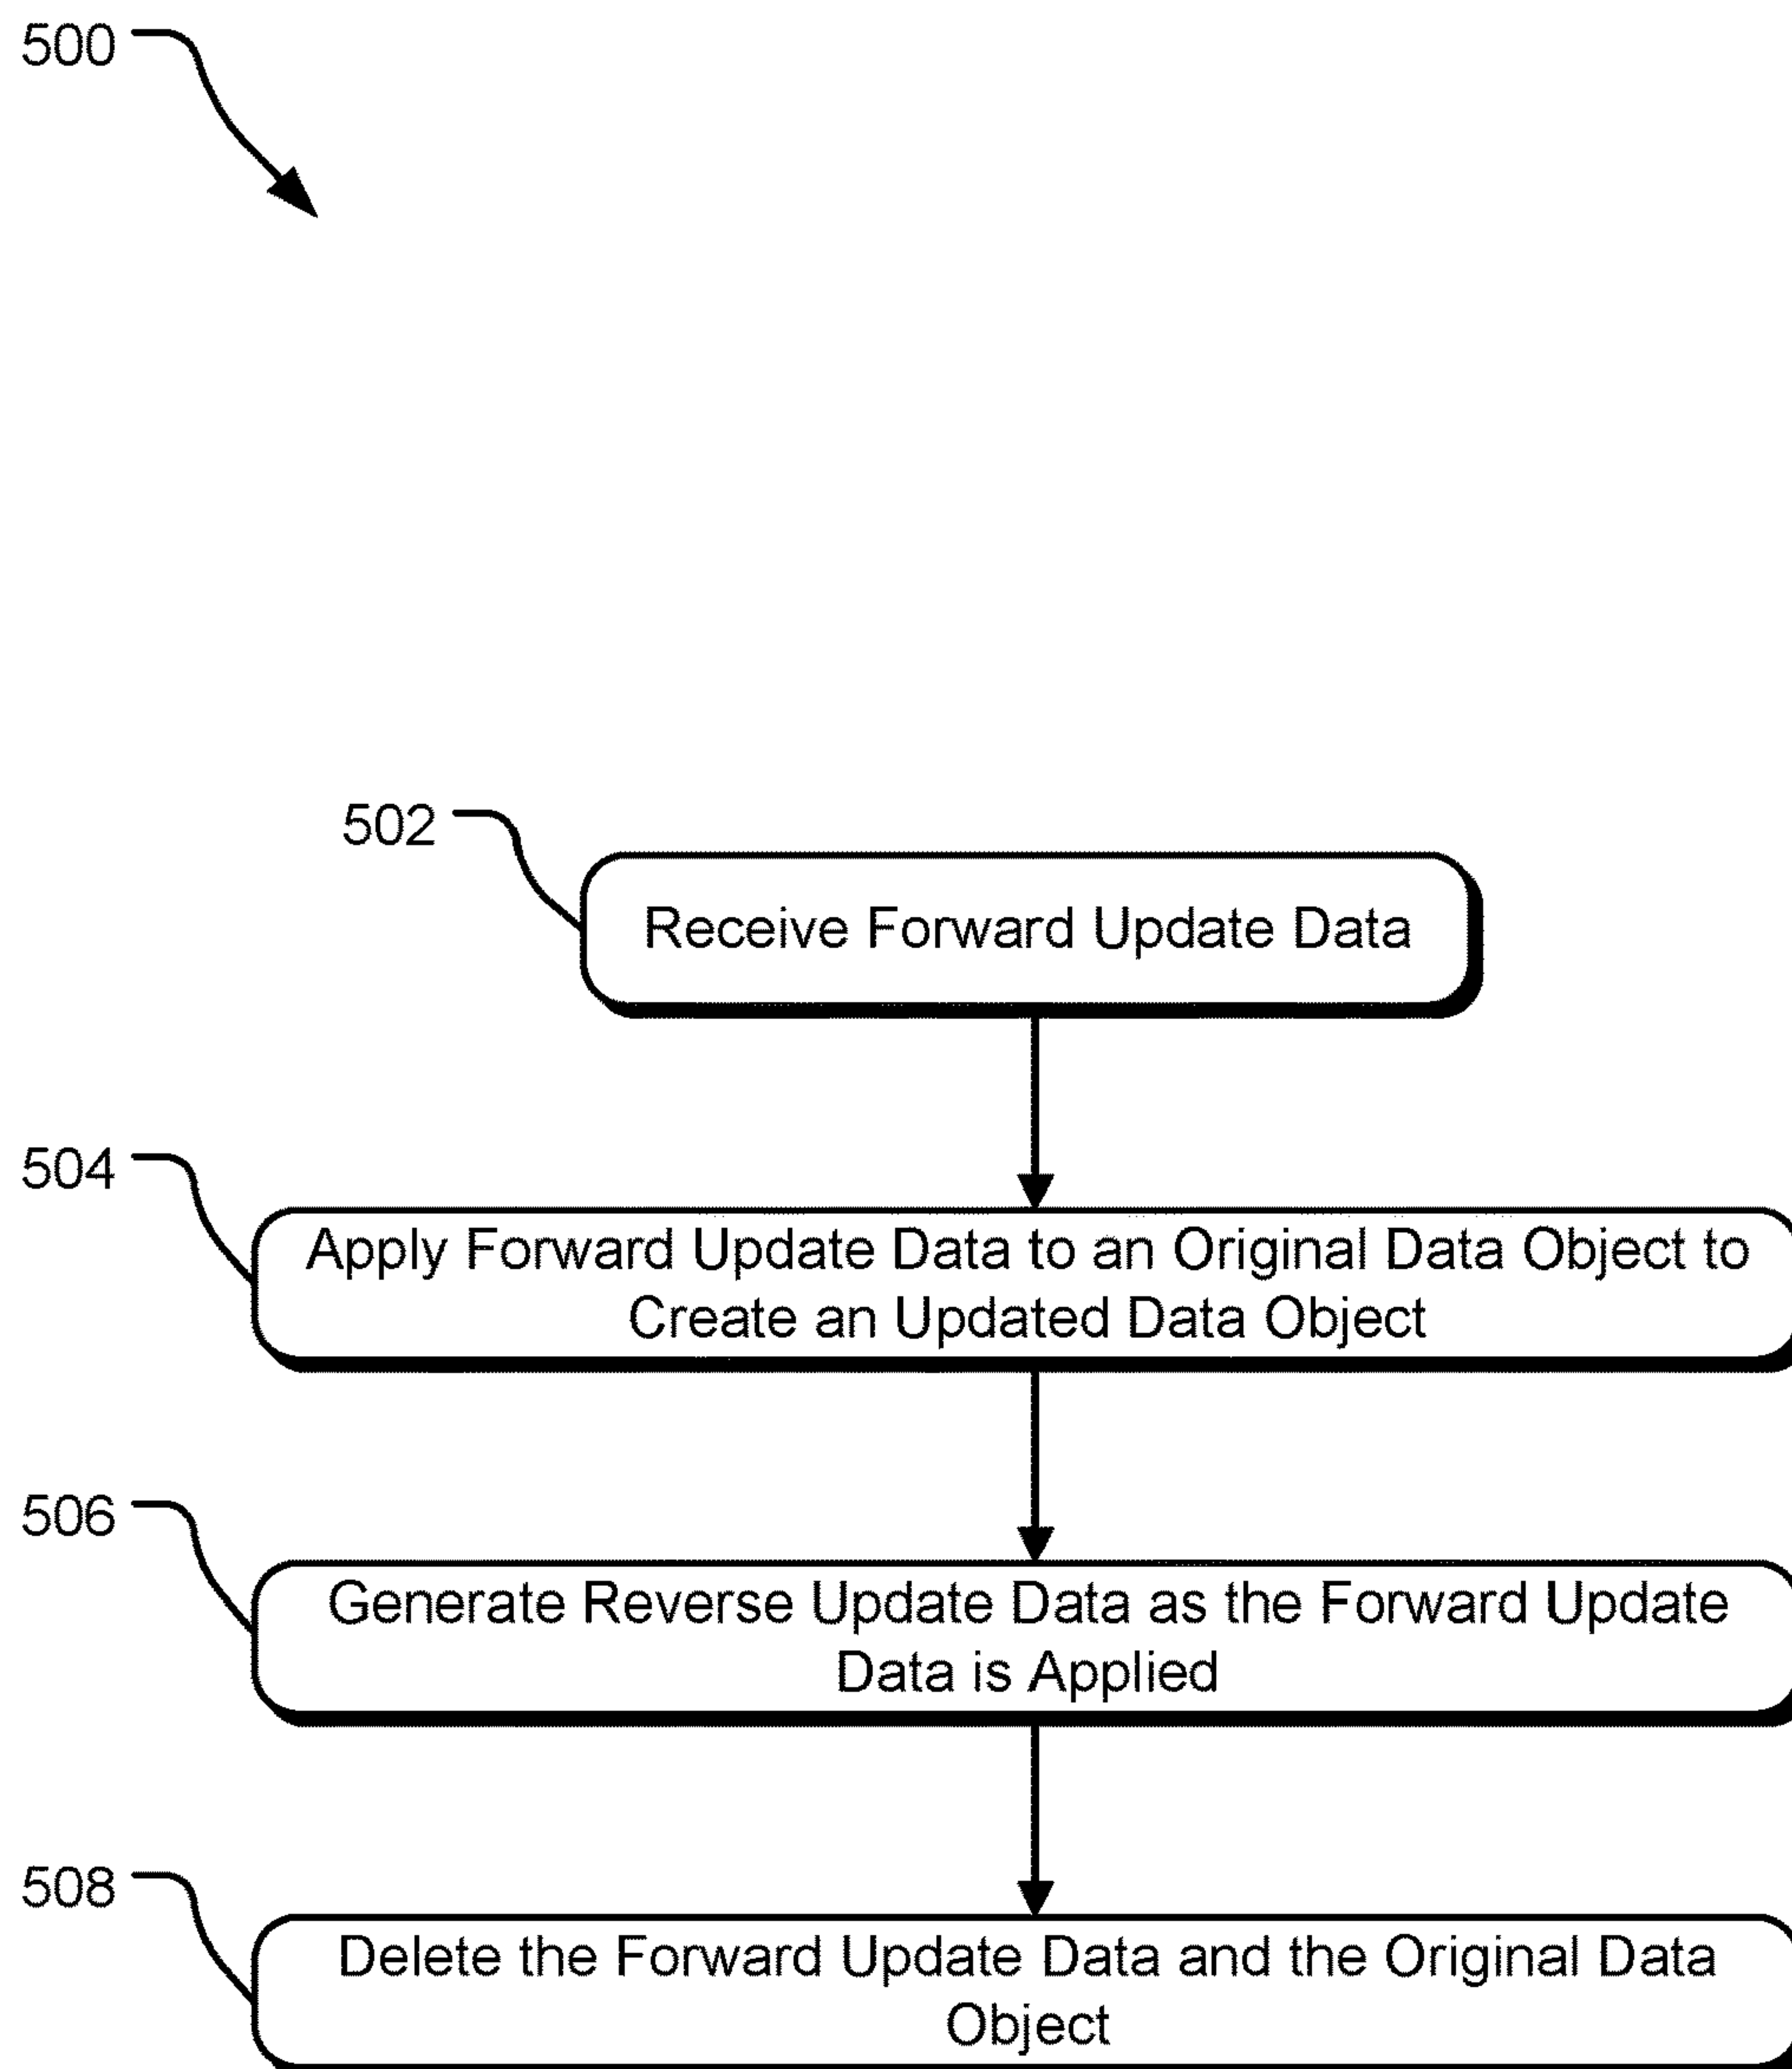 500
502
Receive Forward Update Data
504
Apply Forward Update Data to an Original Data Object to
Create an Updated Data Object
506
Generate Reverse Update Data as the Forward Update
Data is Applied
508
Delete the Forward Update Data and the Original Data
Object